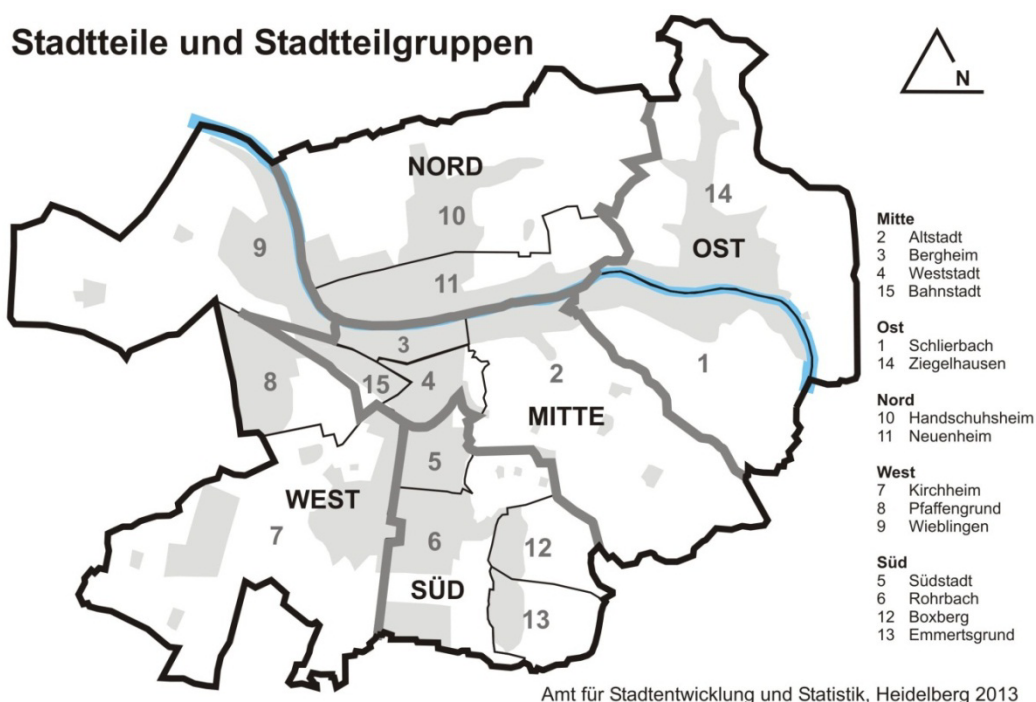 Stadtteile und Stadtteilgruppen
N
NORD
10
14
9
OST
11
3
8
15
4
2
1
MITTE
5
WEST
7
6
12
SÜD
13
Mitte
2 Altstadt
3 Bergheim
4 Weststadt
15 Bahnstadt
Ost
1 Schlierbach
14 Ziegelhausen
Nord
10 Handschuhsheim
11 Neuenheim
West
7 Kirchheim
8 Pfaffengrund
9 Wieblingen
Süd
5 Südstadt
6 Rohrbach
12 Boxberg
13 Emmertsgrund
Amt für Stadtentwicklung und Statistik, Heidelberg 2013